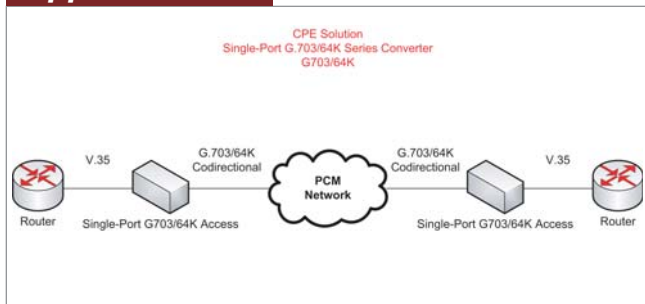 CPE Solution
Single-Port G.703/64K Series Converter
G703/64K
V.35
G.703/64K
Codirectional
PCM
Network
G.703/64K
Codirectional
V.35
Router
Single-Port G703/64K Access
Single-Port G703/64K Access
Router